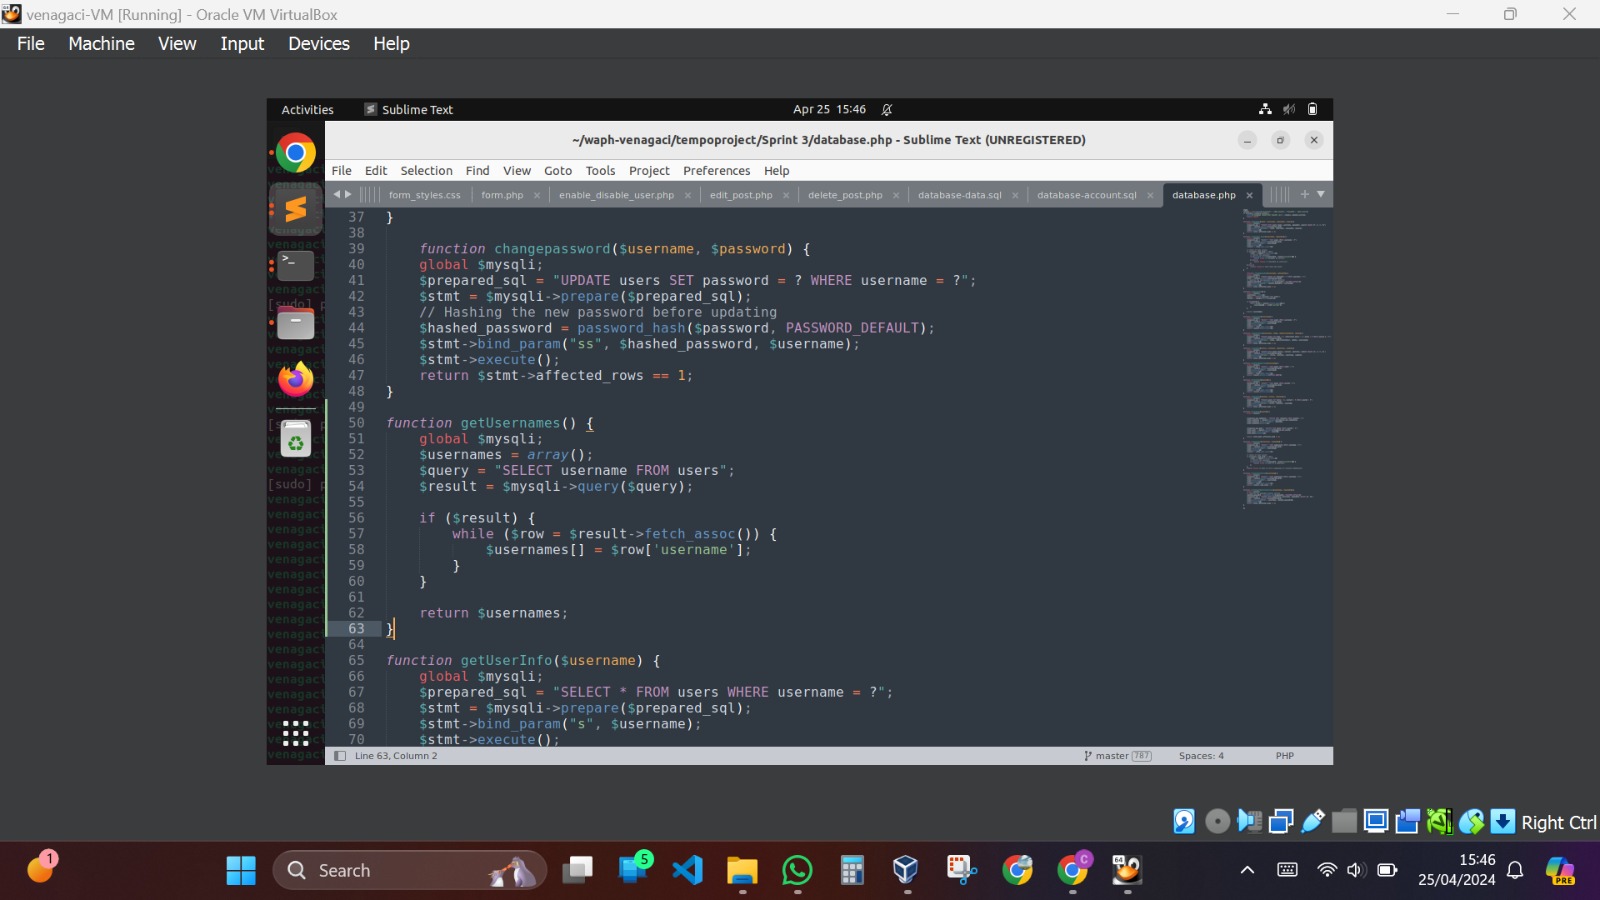 venagaci-VM [Running] - Oracle VM VirtualBox
File Machine View Input Devices Help
Activities Sublime Text Apr 25 15:46
~/waph-venagaci/tempoproject/Sprint 3/database.php - Sublime Text (UNREGISTERED)
File Edit Selection Find View Goto Tools Project Preferences Help
form_styles.css form.php enable_disable_user.php edit_post.php delete_post.php database-data.sql database-account.sql database.php
37 }
38
39 function changepassword($username, $password) {
40 global $mysqli;
41 $prepared_sql = "UPDATE users SET password = ? WHERE username = ?";
42 $stmt = $mysqli->prepare($prepared_sql);
43 // Hashing the new password before updating
44 $hashed_password = password_hash($password, PASSWORD_DEFAULT);
45 $stmt->bind_param("ss", $hashed_password, $username);
46 $stmt->execute();
47 return $stmt->affected_rows == 1;
48 }
49
50 function getUsernames() {
51 global $mysqli;
52 $usernames = array();
53 $query = "SELECT username FROM users";
54 $result = $mysqli->query($query);
55
56 if ($result) {
57 while ($row = $result->fetch_assoc()) {
58 $usernames[] = $row['username'];
59 }
60 }
61
62 return $usernames;
63 }
64
65 function getUserInfo($username) {
66 global $mysqli;
67 $prepared_sql = "SELECT * FROM users WHERE username = ?";
68 $stmt = $mysqli->prepare($prepared_sql);
69 $stmt->bind_param("s", $username);
70 $stmt->execute();
Line 63, Column 2 master 787 Spaces: 4 PHP
Right Ctrl
1 Search 5 C 64 15:46 PRE
25/04/2024